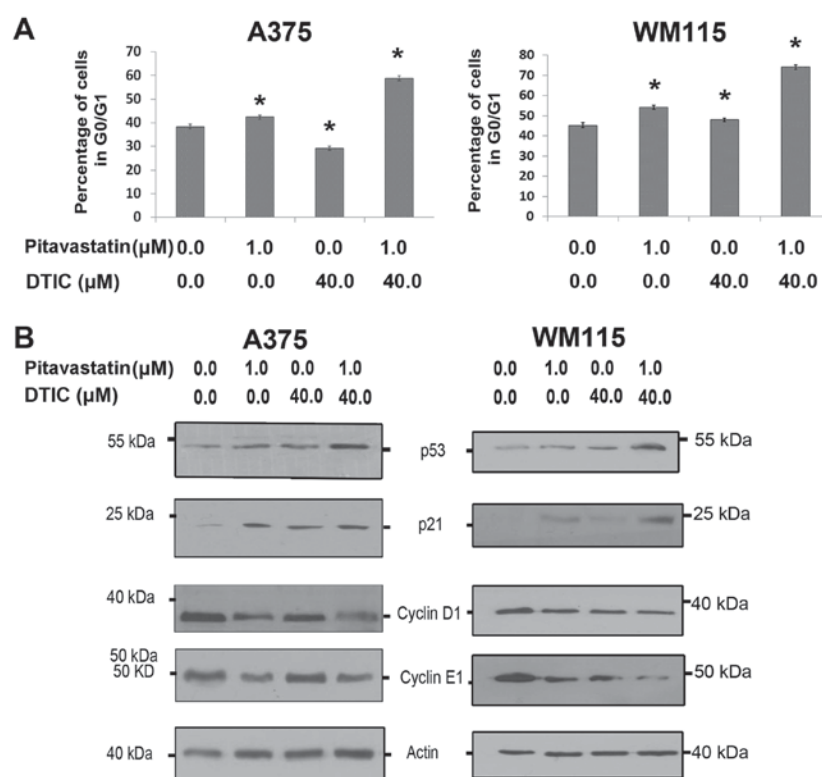 A
A375
WM115
Percentage of cells
in G0/G1
70
60
50
40
30
20
10
0
*
*
*
Percentage of cells
in G0/G1
80
70
60
50
40
30
20
10
0
*
*
*
Pitavastatin(μM) 0.0 1.0 0.0 1.0 0.0 1.0 0.0 1.0
DTIC (μM) 0.0 0.0 40.0 40.0 0.0 0.0 40.0 40.0
B
A375
WM115
Pitavastatin(μM) 0.0 1.0 0.0 1.0 0.0 1.0 0.0 1.0
DTIC (μM) 0.0 0.0 40.0 40.0 0.0 0.0 40.0 40.0
55 kDa p53 55 kDa
25 kDa p21 25 kDa
40 kDa Cyclin D1 40 kDa
50 kDa
50 KD Cyclin E1 50 kDa
40 kDa Actin 40 kDa